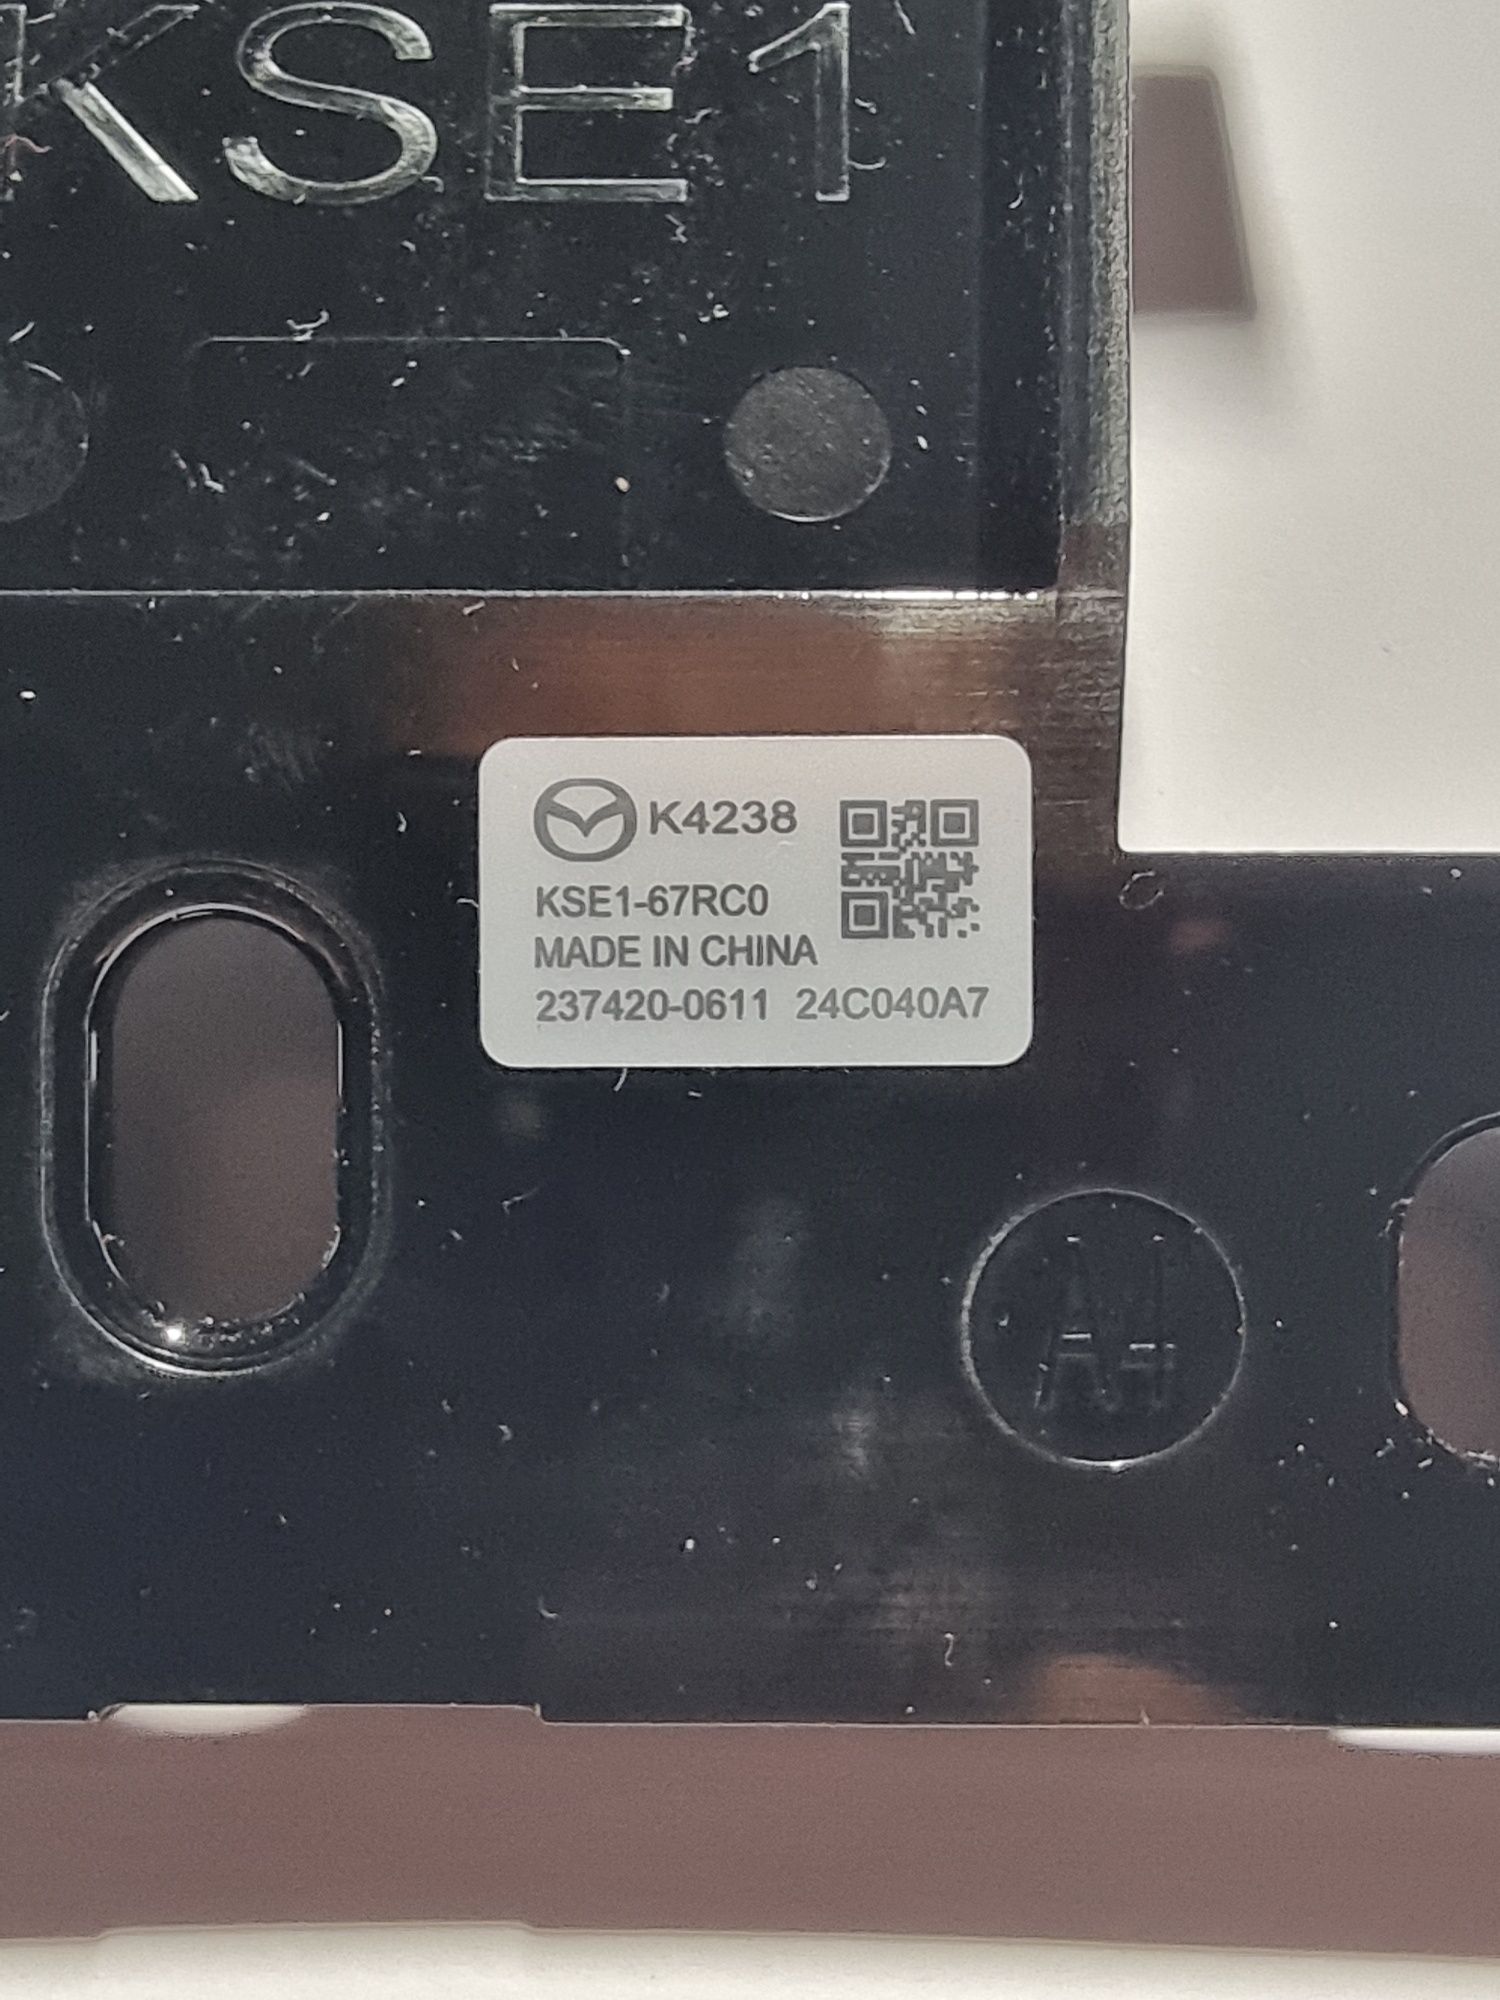 KSE1
K4238
KSE1-67RC0
MADE IN CHINA
237420-0611 24C040A7